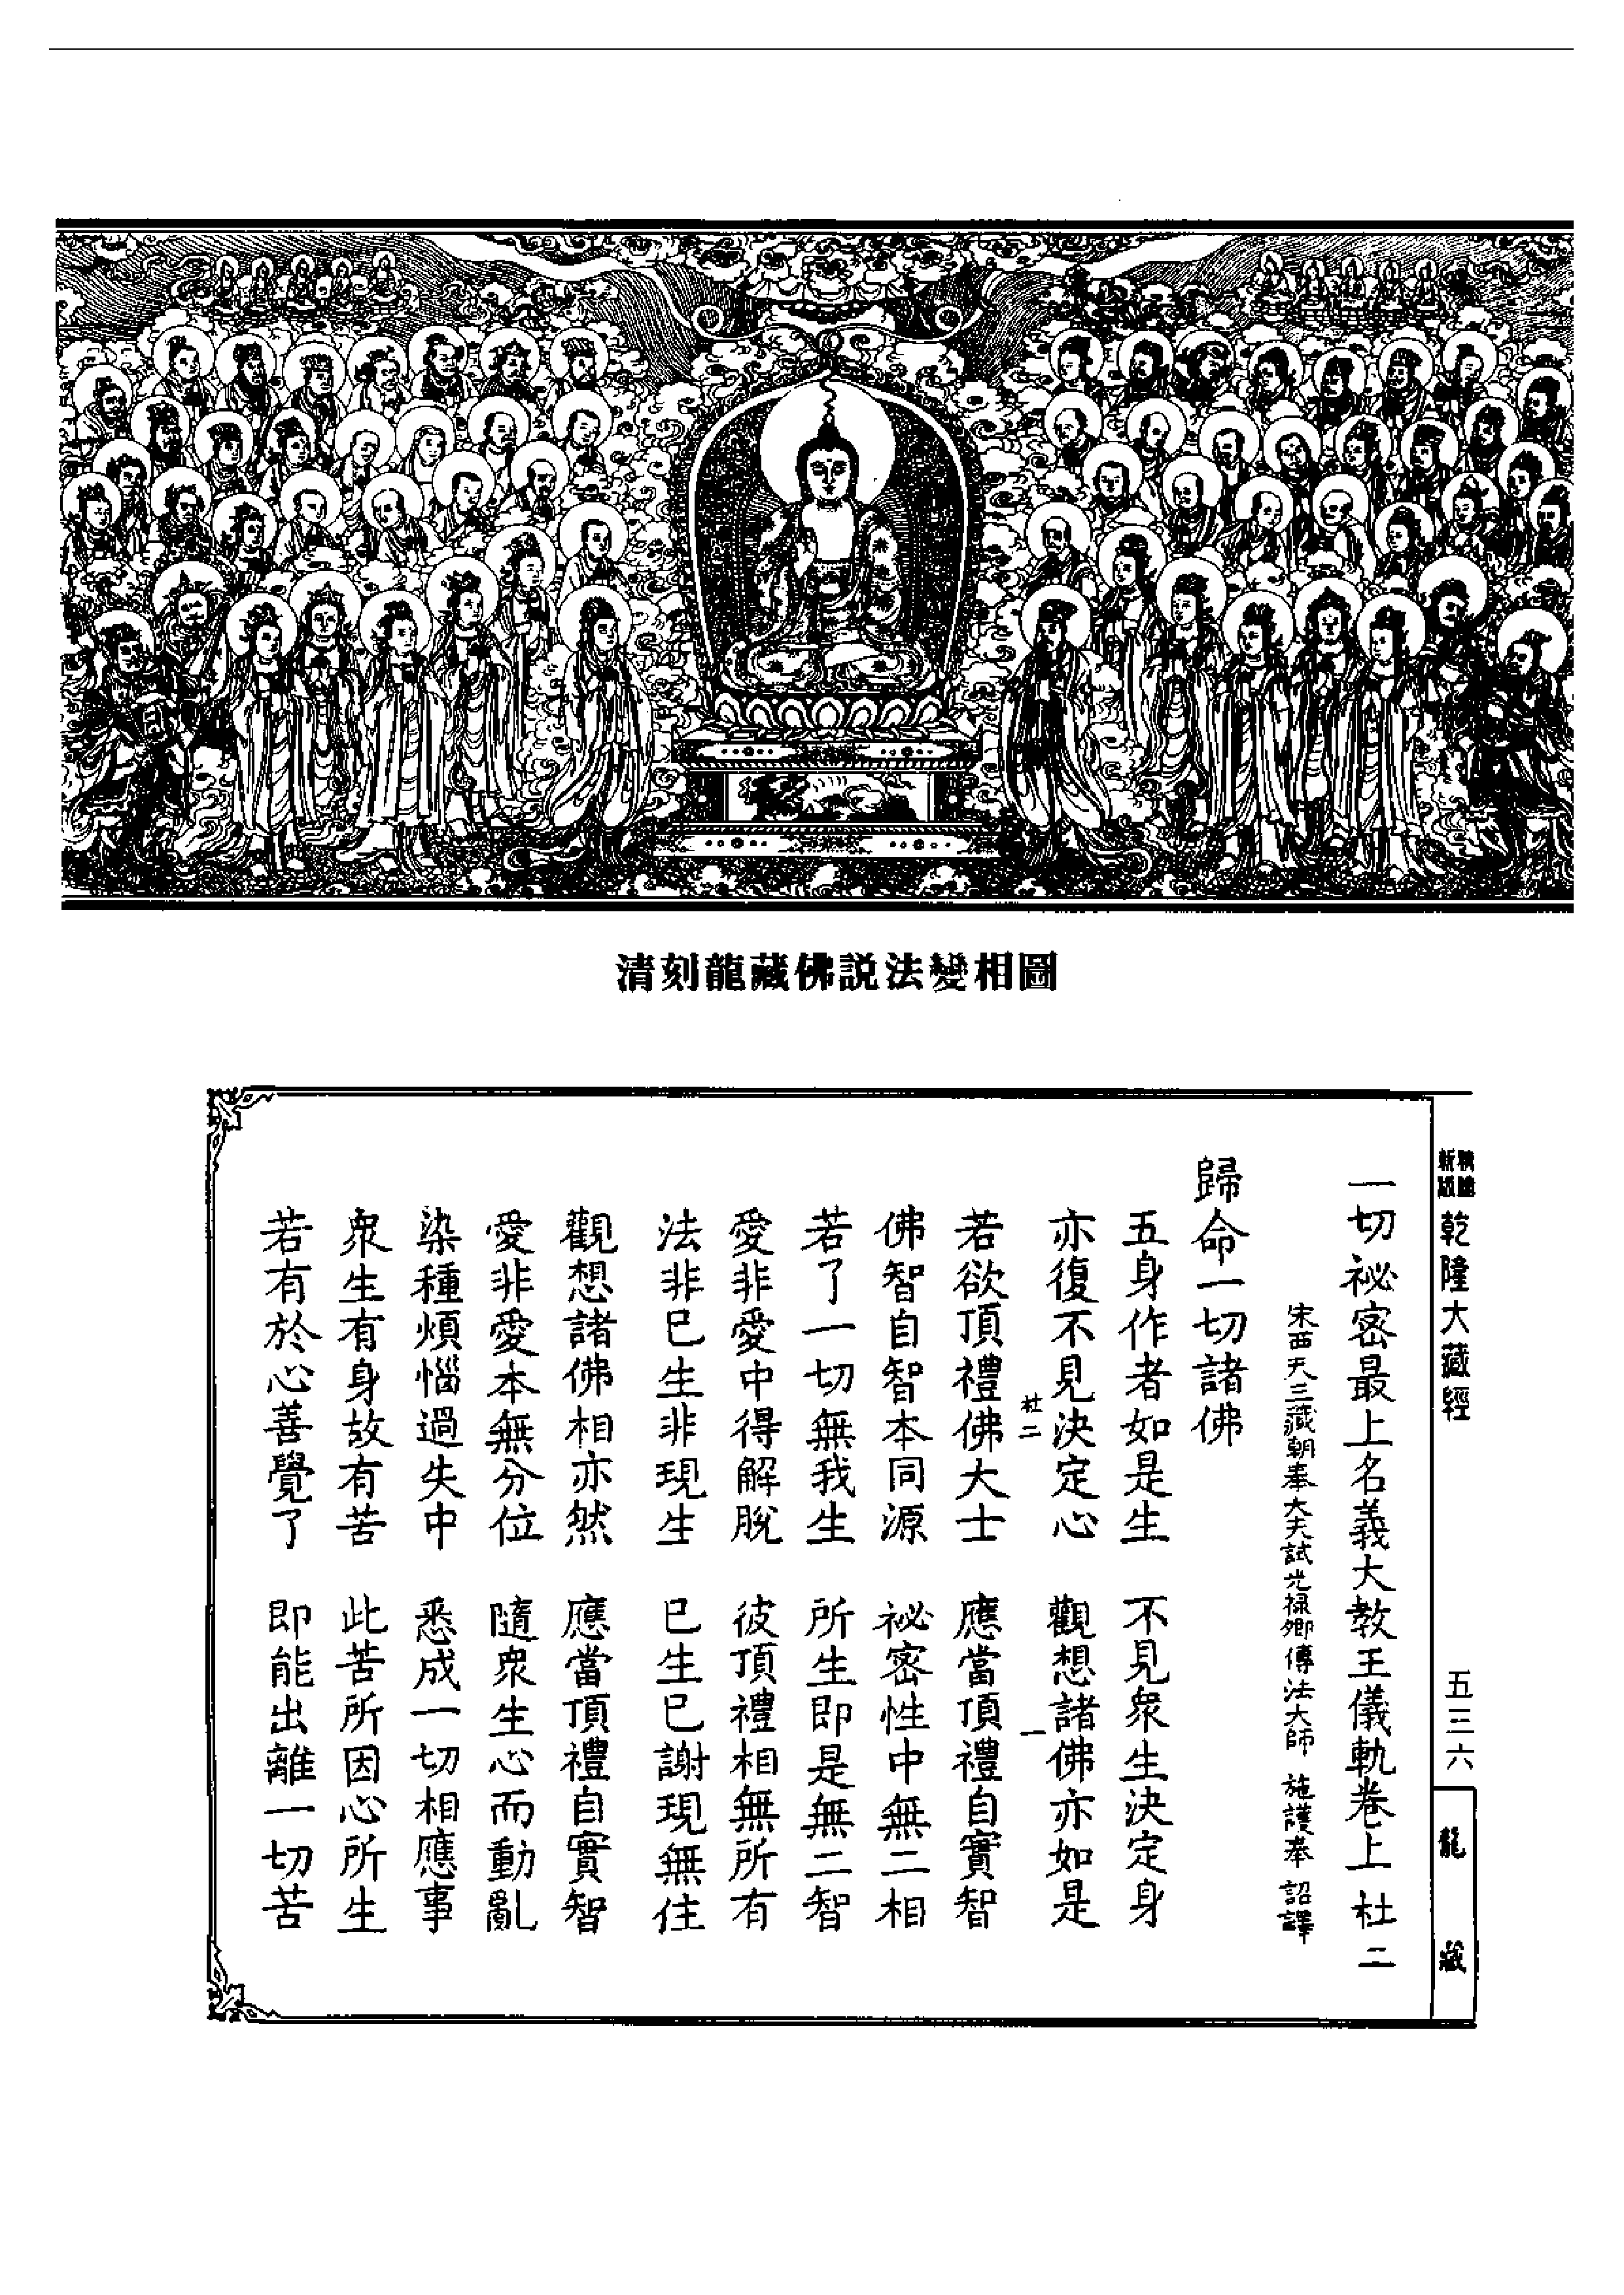 清刻龍藏佛説法變相圖
新版
乾隆大藏經
五三六
龍藏
一切祕密最上名義大教王儀軌卷上 杜二
宋西天三藏朝奉大夫試光祿卿傳法大師 施護奉 詔譯
歸命一切諸佛
五身作者如是生 不見衆生決定身
亦復不見決定心 觀想諸佛亦如是
杜二 一
若欲頂禮佛大士 應當頂禮自實智
佛智自智本同源 祕密性中無二相
若了一切無我生 所生即是無二智
愛非愛中得解脫 彼頂禮相無所有
法非巳生非現生 巳生巳謝現無住
觀想諸佛相亦然 應當頂禮自實智
愛非愛本無分位 隨衆生心而動亂
染種煩惱過失中 悉成一切相應事
衆生有身故有苦 此苦所因心所生
若有於心善覺了 即能出離一切苦